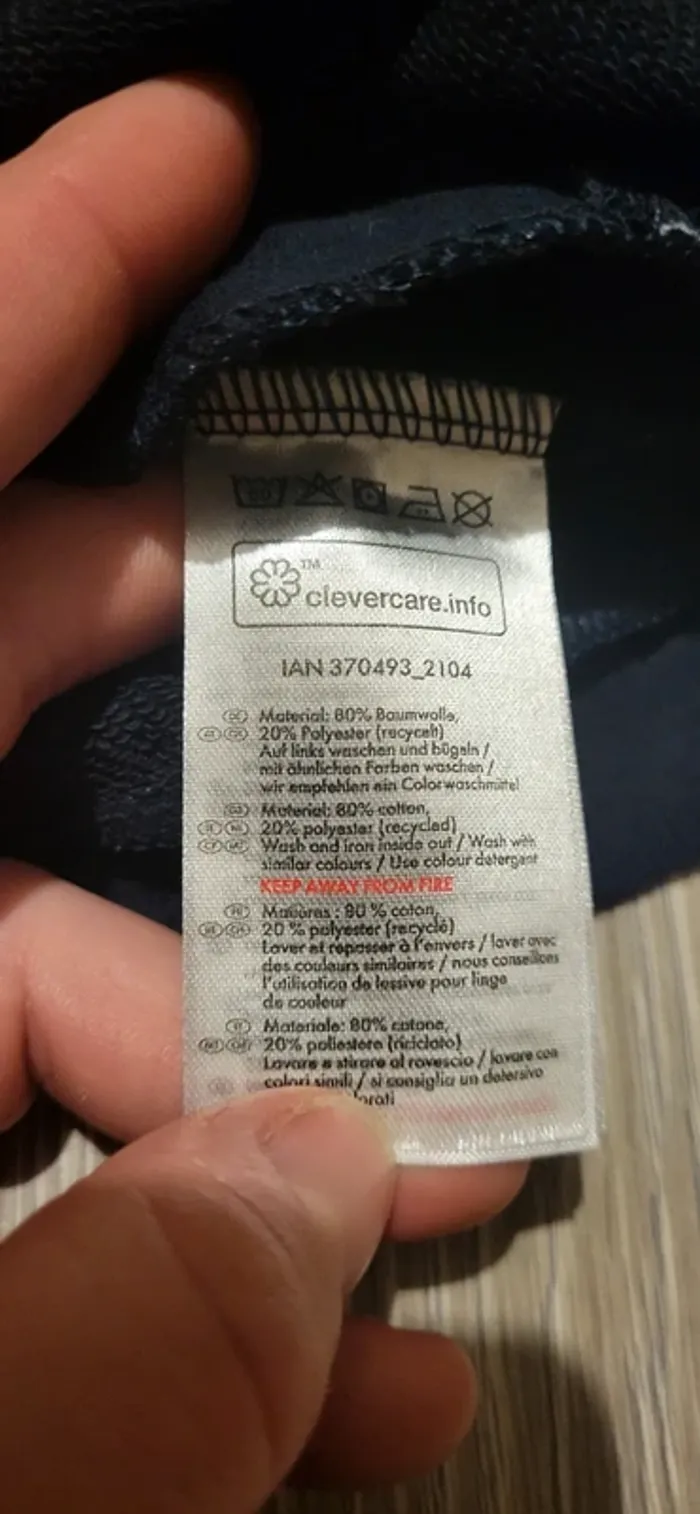 TM
clevercare.info
IAN 370493_2104
Material: 80% Baumwolle,
20% Polyester (recycelt)
Auf links waschen und bügeln /
mit ähnlichen Farben waschen /
wir empfehlen ein Colorwaschmittel
Material: 80% cotton,
20% polyester (recycled)
Wash and iron inside out / Wash with
similar colours / Use colour detergent
KEEP AWAY FROM FIRE
80 % coton,
20 % polyester (recyclé)
Laver et repasser à l'envers / laver avec
des couleurs similaires / nous conseillons
l'utilisation de lessive pour linge
de couleur
Materiale: 80% cotone,
20% poliestere (riciclato)
Lavare e stirare al rovescio / lavare con
colori simili / si consiglia un detersivo